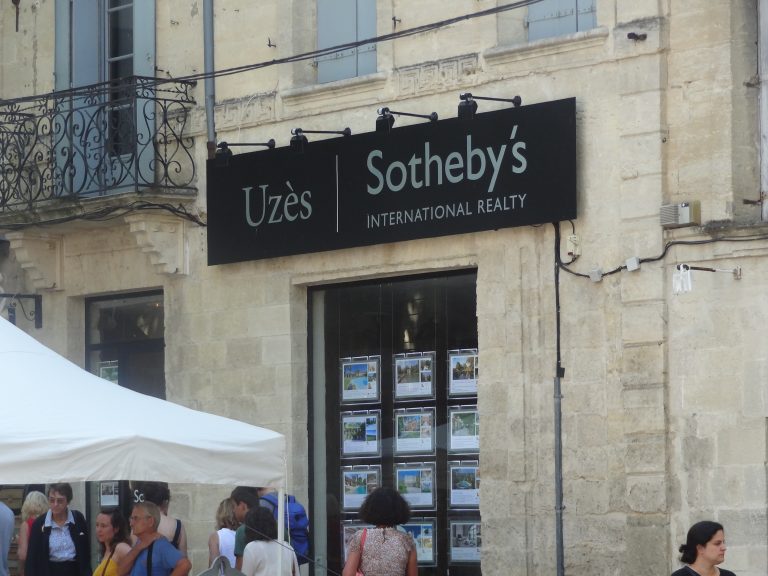 Uzès
Sotheby's
INTERNATIONAL REALTY